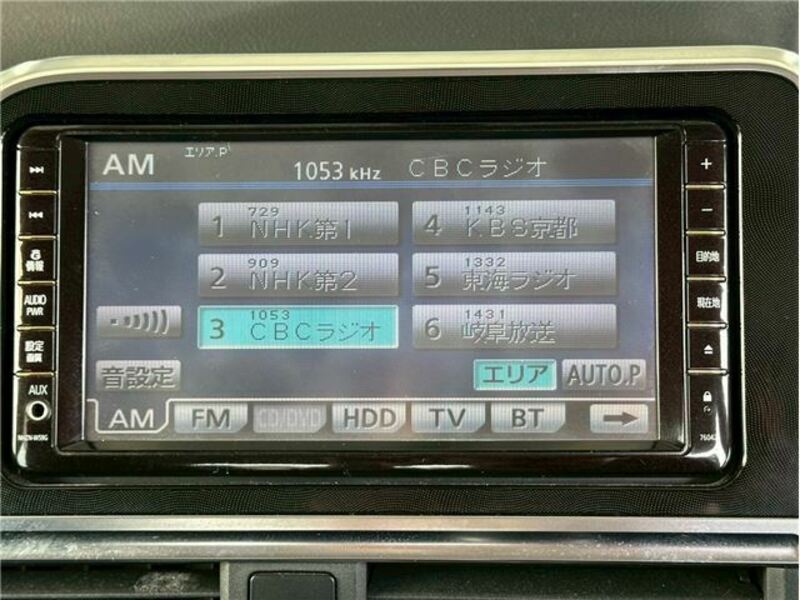 AM エリア.P 1053 kHz CBCラジオ
1 729 NHK第1
4 1143 KBS京都
2 909 NHK第2
5 1332 東海ラジオ
3 1053 CBCラジオ
6 1431 岐阜放送
音設定
エリア AUTO.P
AM FM CD/DVD HDD TV BT
情報
AUDIO
PWR
設定
画質
AUX
NHZN-W59G
+
−
目的地
現在地